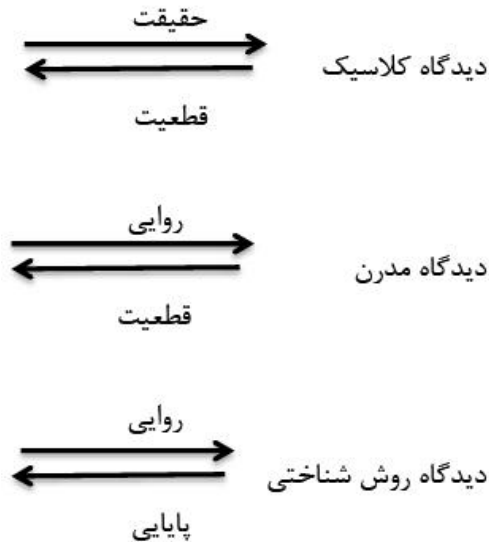 حقیقت
دیدگاه کلاسیک
قطعیت
روایی
دیدگاه مدرن
قطعیت
روایی
دیدگاه روش شناختی
پایایی